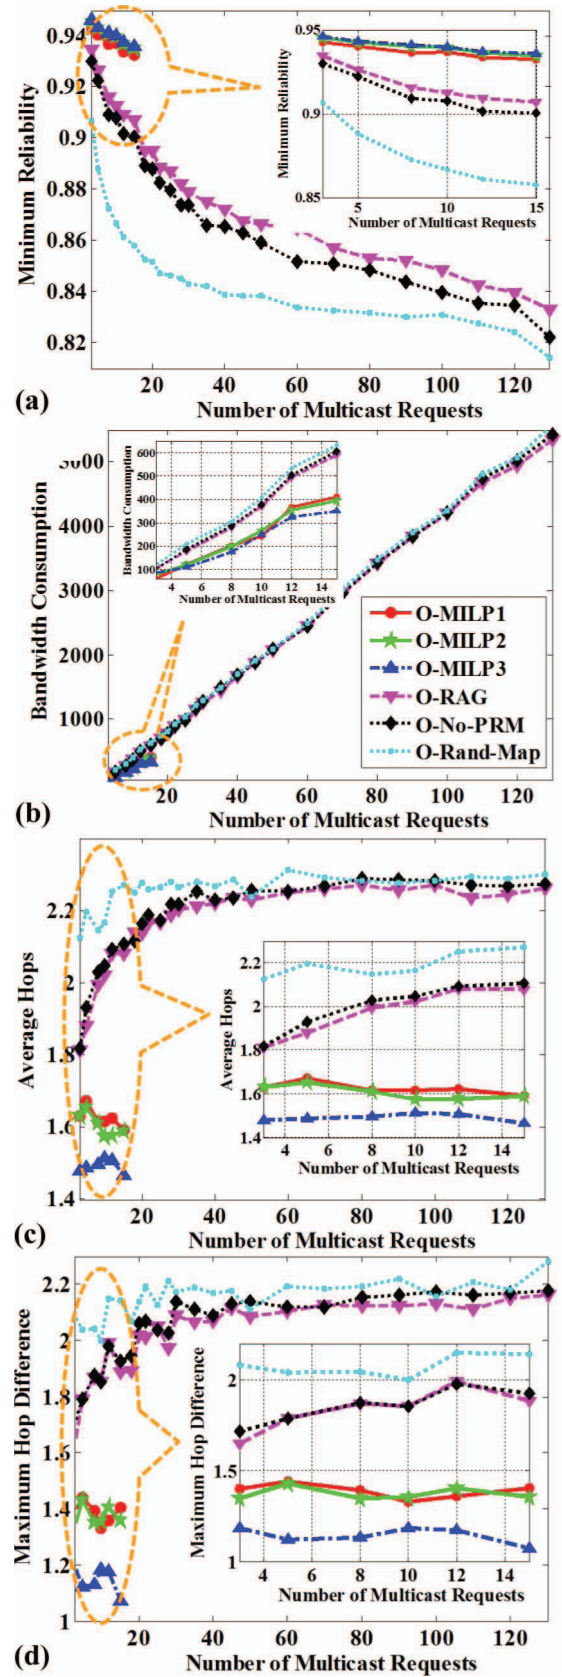 0.94
0.92
0.9
0.88
0.86
0.84
0.82
Minimum Reliability
0.95
0.9
0.85
Minimum Reliability
5 10 15
Number of Multicast Requests
20 40 60 80 100 120
Number of Multicast Requests
(a)
5000
4000
3000
2000
1000
Bandwidth Consumption
600
500
400
300
200
100
Bandwidth Consumption
4 6 8 10 12 14
Number of Multicast Requests
O-MILP1
O-MILP2
O-MILP3
O-RAG
O-No-PRM
O-Rand-Map
20 40 60 80 100 120
Number of Multicast Requests
(b)
2.2
2
1.8
1.6
1.4
Average Hops
2.2
2
1.8
1.6
1.4
Average Hops
4 6 8 10 12 14
Number of Multicast Requests
20 40 60 80 100 120
Number of Multicast Requests
(c)
2.2
2
1.8
1.6
1.4
1.2
1
Maximum Hop Difference
2
1.5
1
Maximum Hop Difference
4 6 8 10 12 14
Number of Multicast Requests
20 40 60 80 100 120
Number of Multicast Requests
(d)